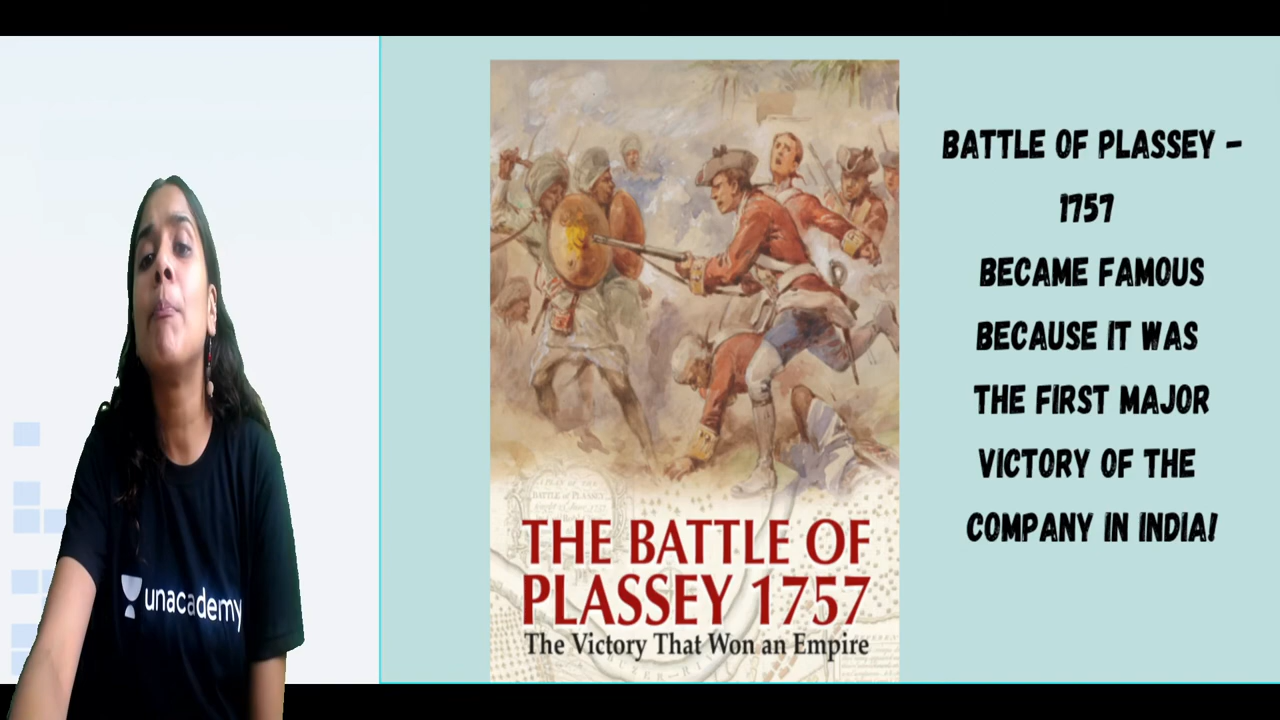 unacademy
THE BATTLE OF
PLASSEY 1757
The Victory That Won an Empire
BATTLE OF PLASSEY -
1757
BECAME FAMOUS
BECAUSE IT WAS
THE FIRST MAJOR
VICTORY OF THE
COMPANY IN INDIA!